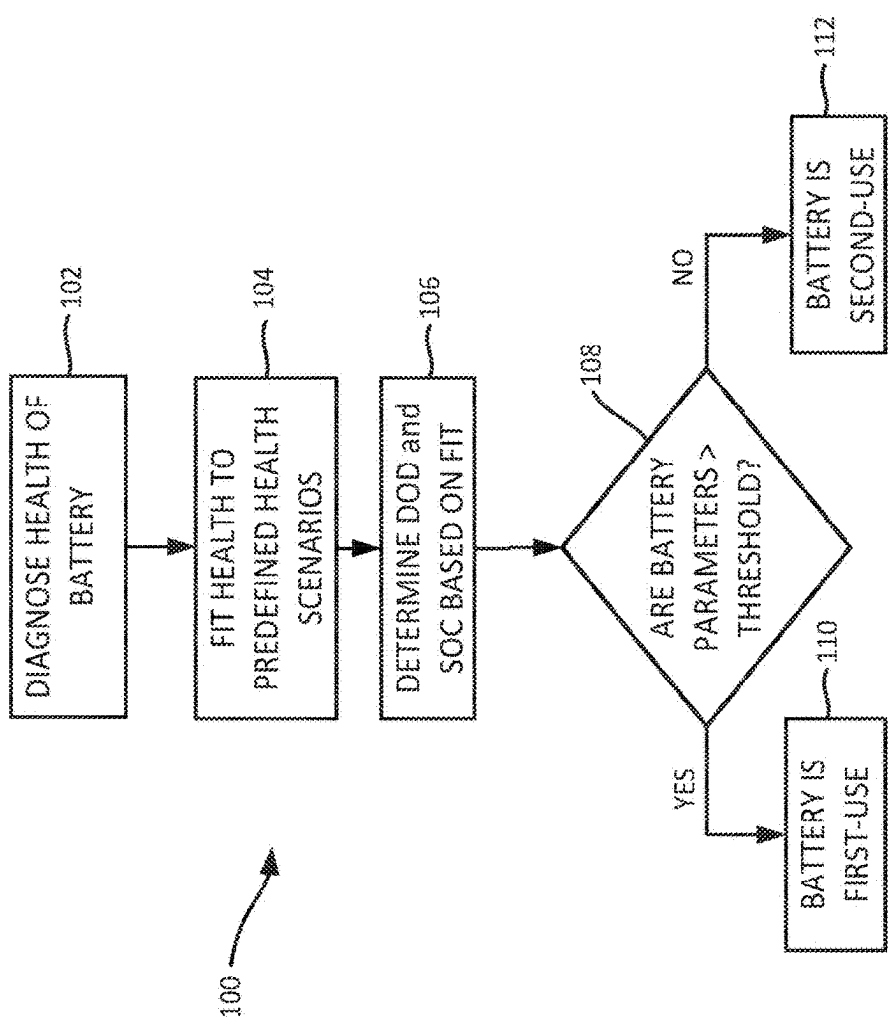 100
DIAGNOSE HEALTH OF
BATTERY
102
FIT HEALTH TO
PREDEFINED HEALTH
SCENARIOS
104
DETERMINE DOD and
SOC BASED ON FIT
106
ARE BATTERY
PARAMETERS >
THRESHOLD?
108
YES
BATTERY IS
FIRST-USE
110
NO
BATTERY IS
SECOND-USE
112